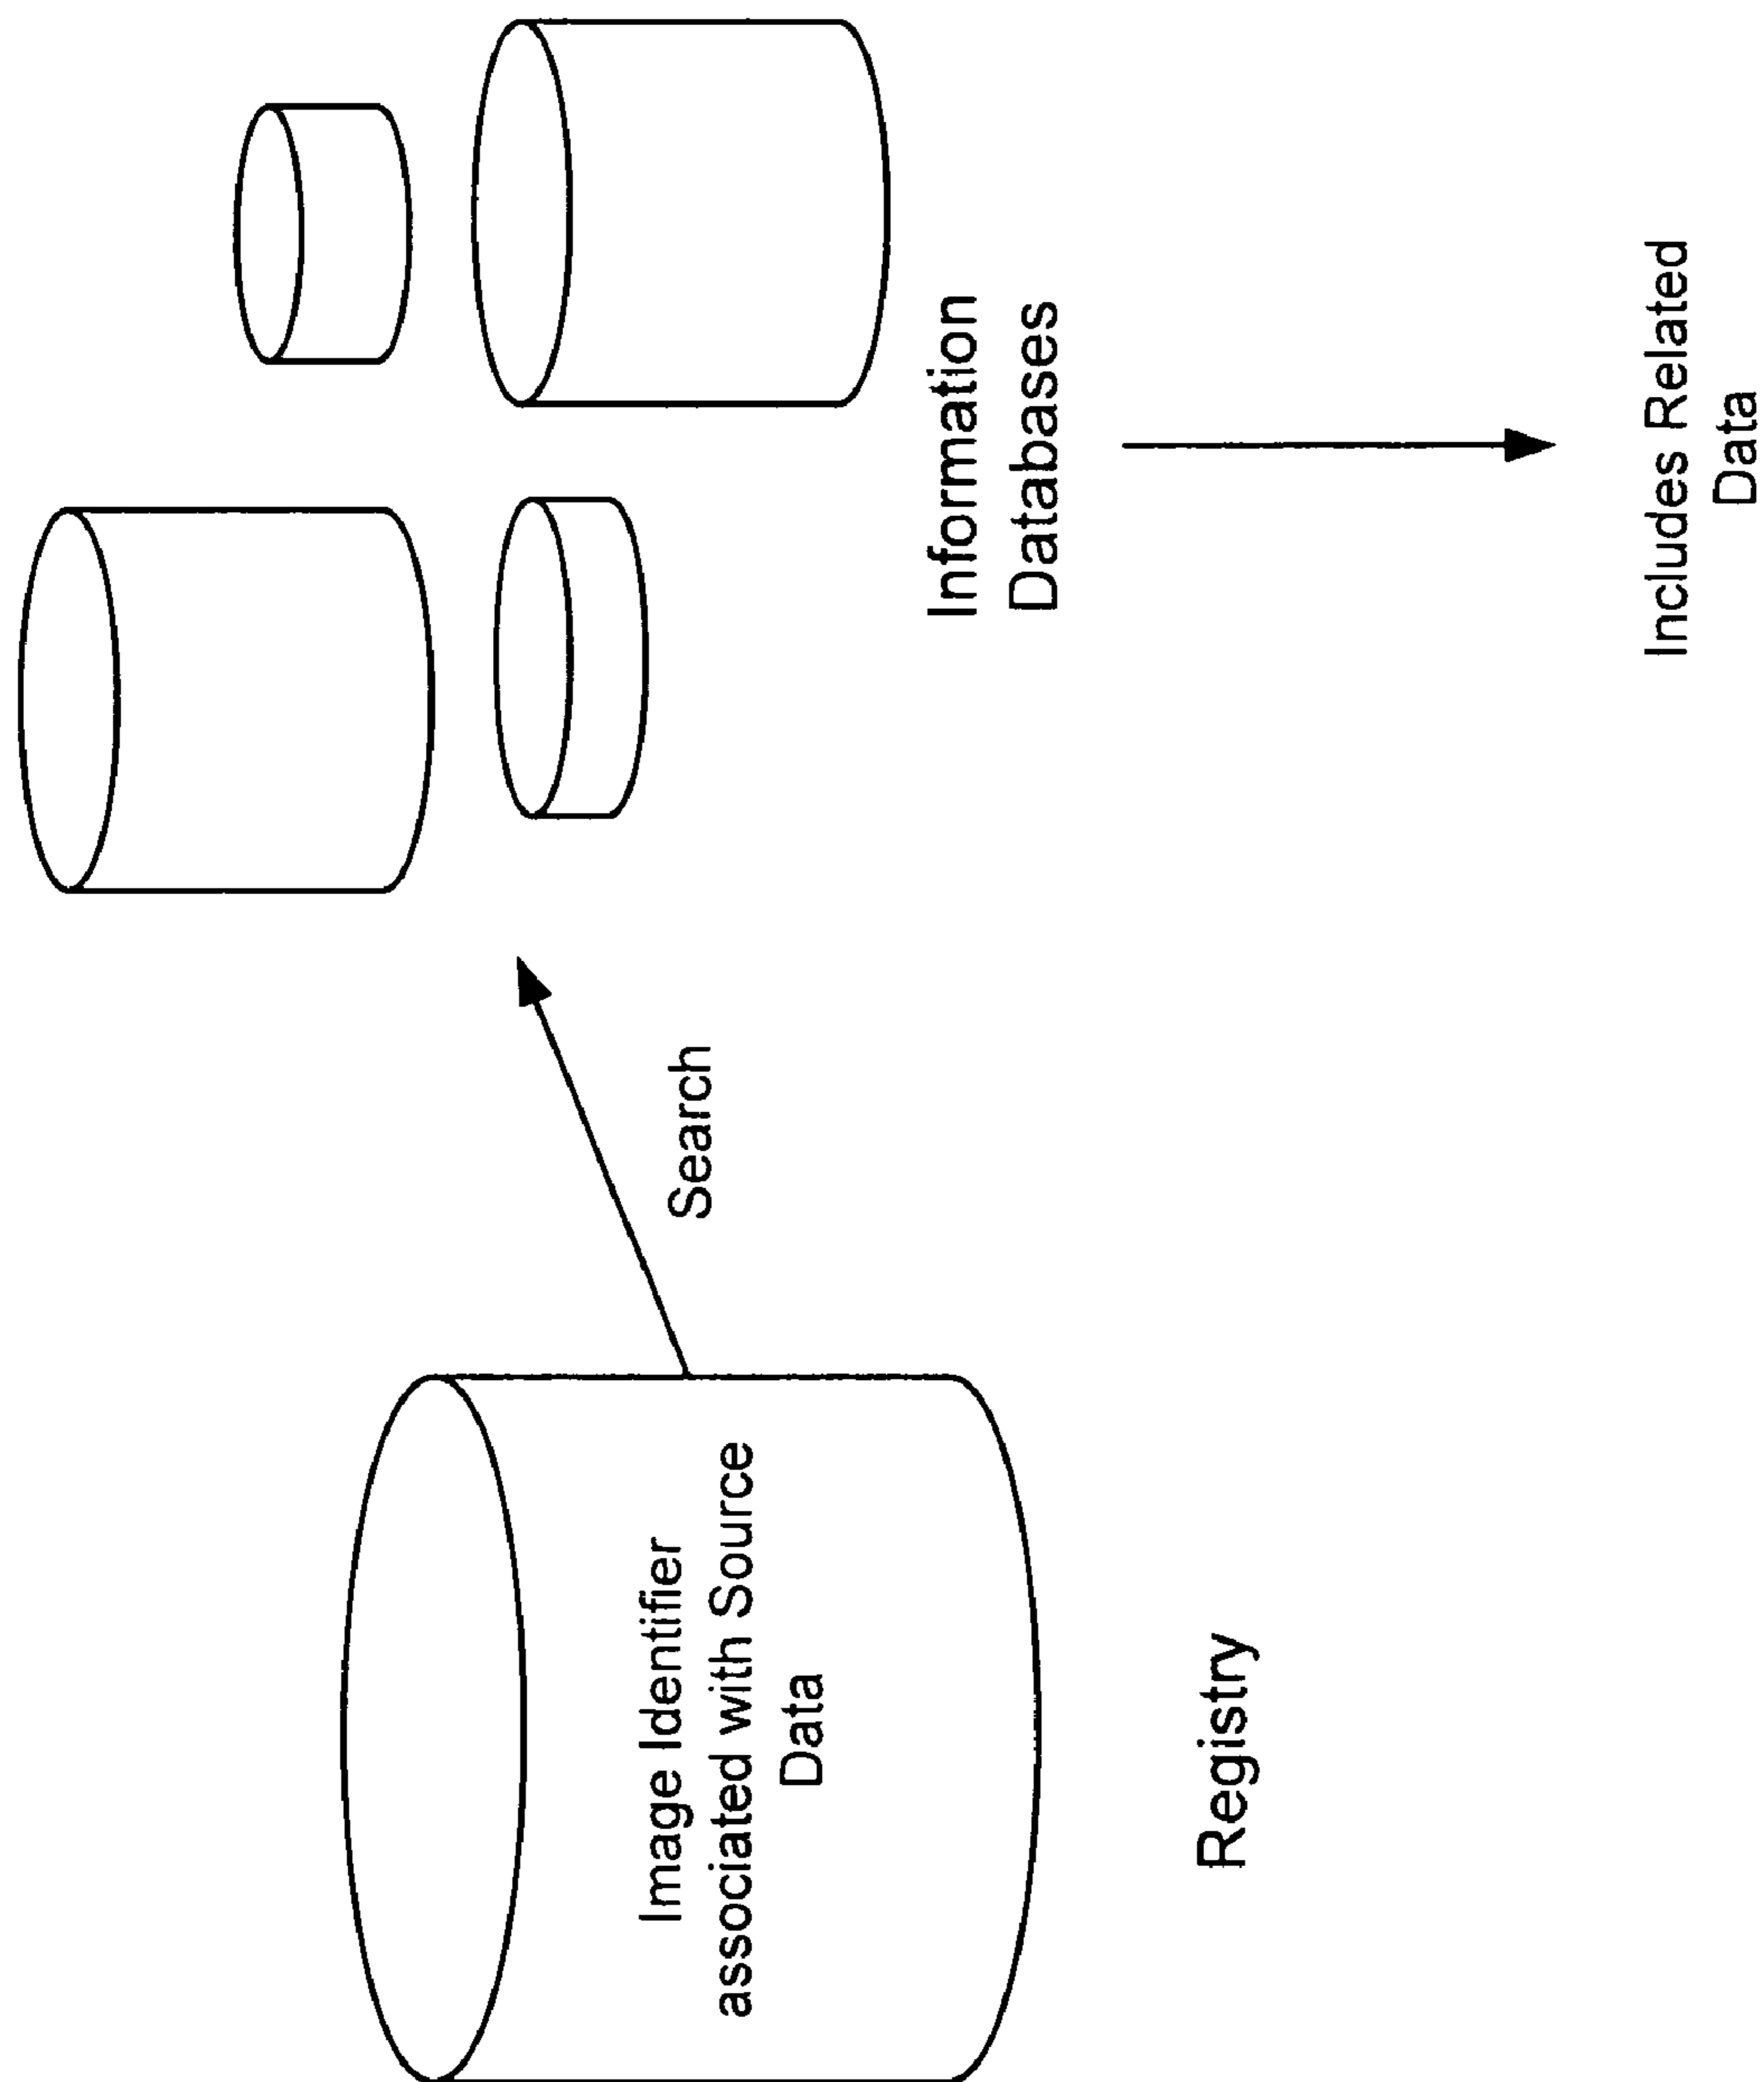 Image Identifier
associated with Source
Data
Registry
Search
Information
Databases
Includes Related
Data